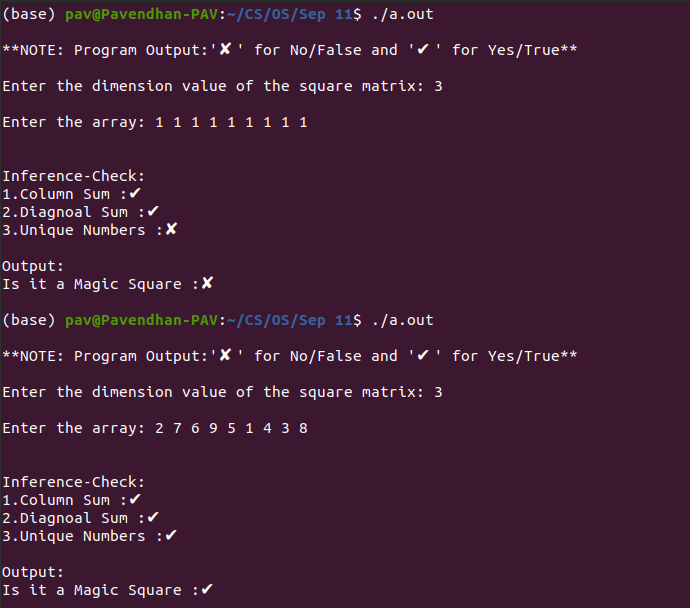 (base) pav@Pavendhan-PAV:~/CS/OS/Sep 11$ ./a.out
**NOTE: Program Output:'✘' for No/False and '✔' for Yes/True**
Enter the dimension value of the square matrix: 3
Enter the array: 1 1 1 1 1 1 1 1 1
Inference-Check:
1.Column Sum :✔
2.Diagnoal Sum :✔
3.Unique Numbers :✘
Output:
Is it a Magic Square :✘
(base) pav@Pavendhan-PAV:~/CS/OS/Sep 11$ ./a.out
**NOTE: Program Output:'✘' for No/False and '✔' for Yes/True**
Enter the dimension value of the square matrix: 3
Enter the array: 2 7 6 9 5 1 4 3 8
Inference-Check:
1.Column Sum :✔
2.Diagnoal Sum :✔
3.Unique Numbers :✔
Output:
Is it a Magic Square :✔